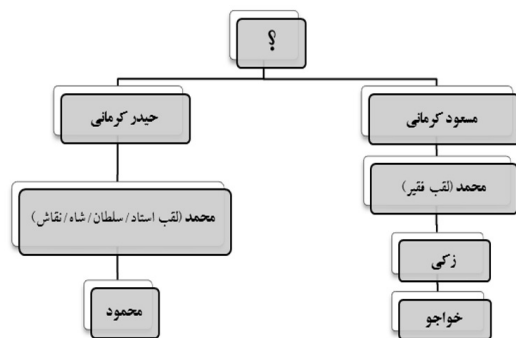 ؟
حیدر کرمانی
مسعود کرمانی
محمد (لقب استاد/سلطان/شاه/نقاش)
محمد (لقب فقیر)
زکی
محمود
خواجو